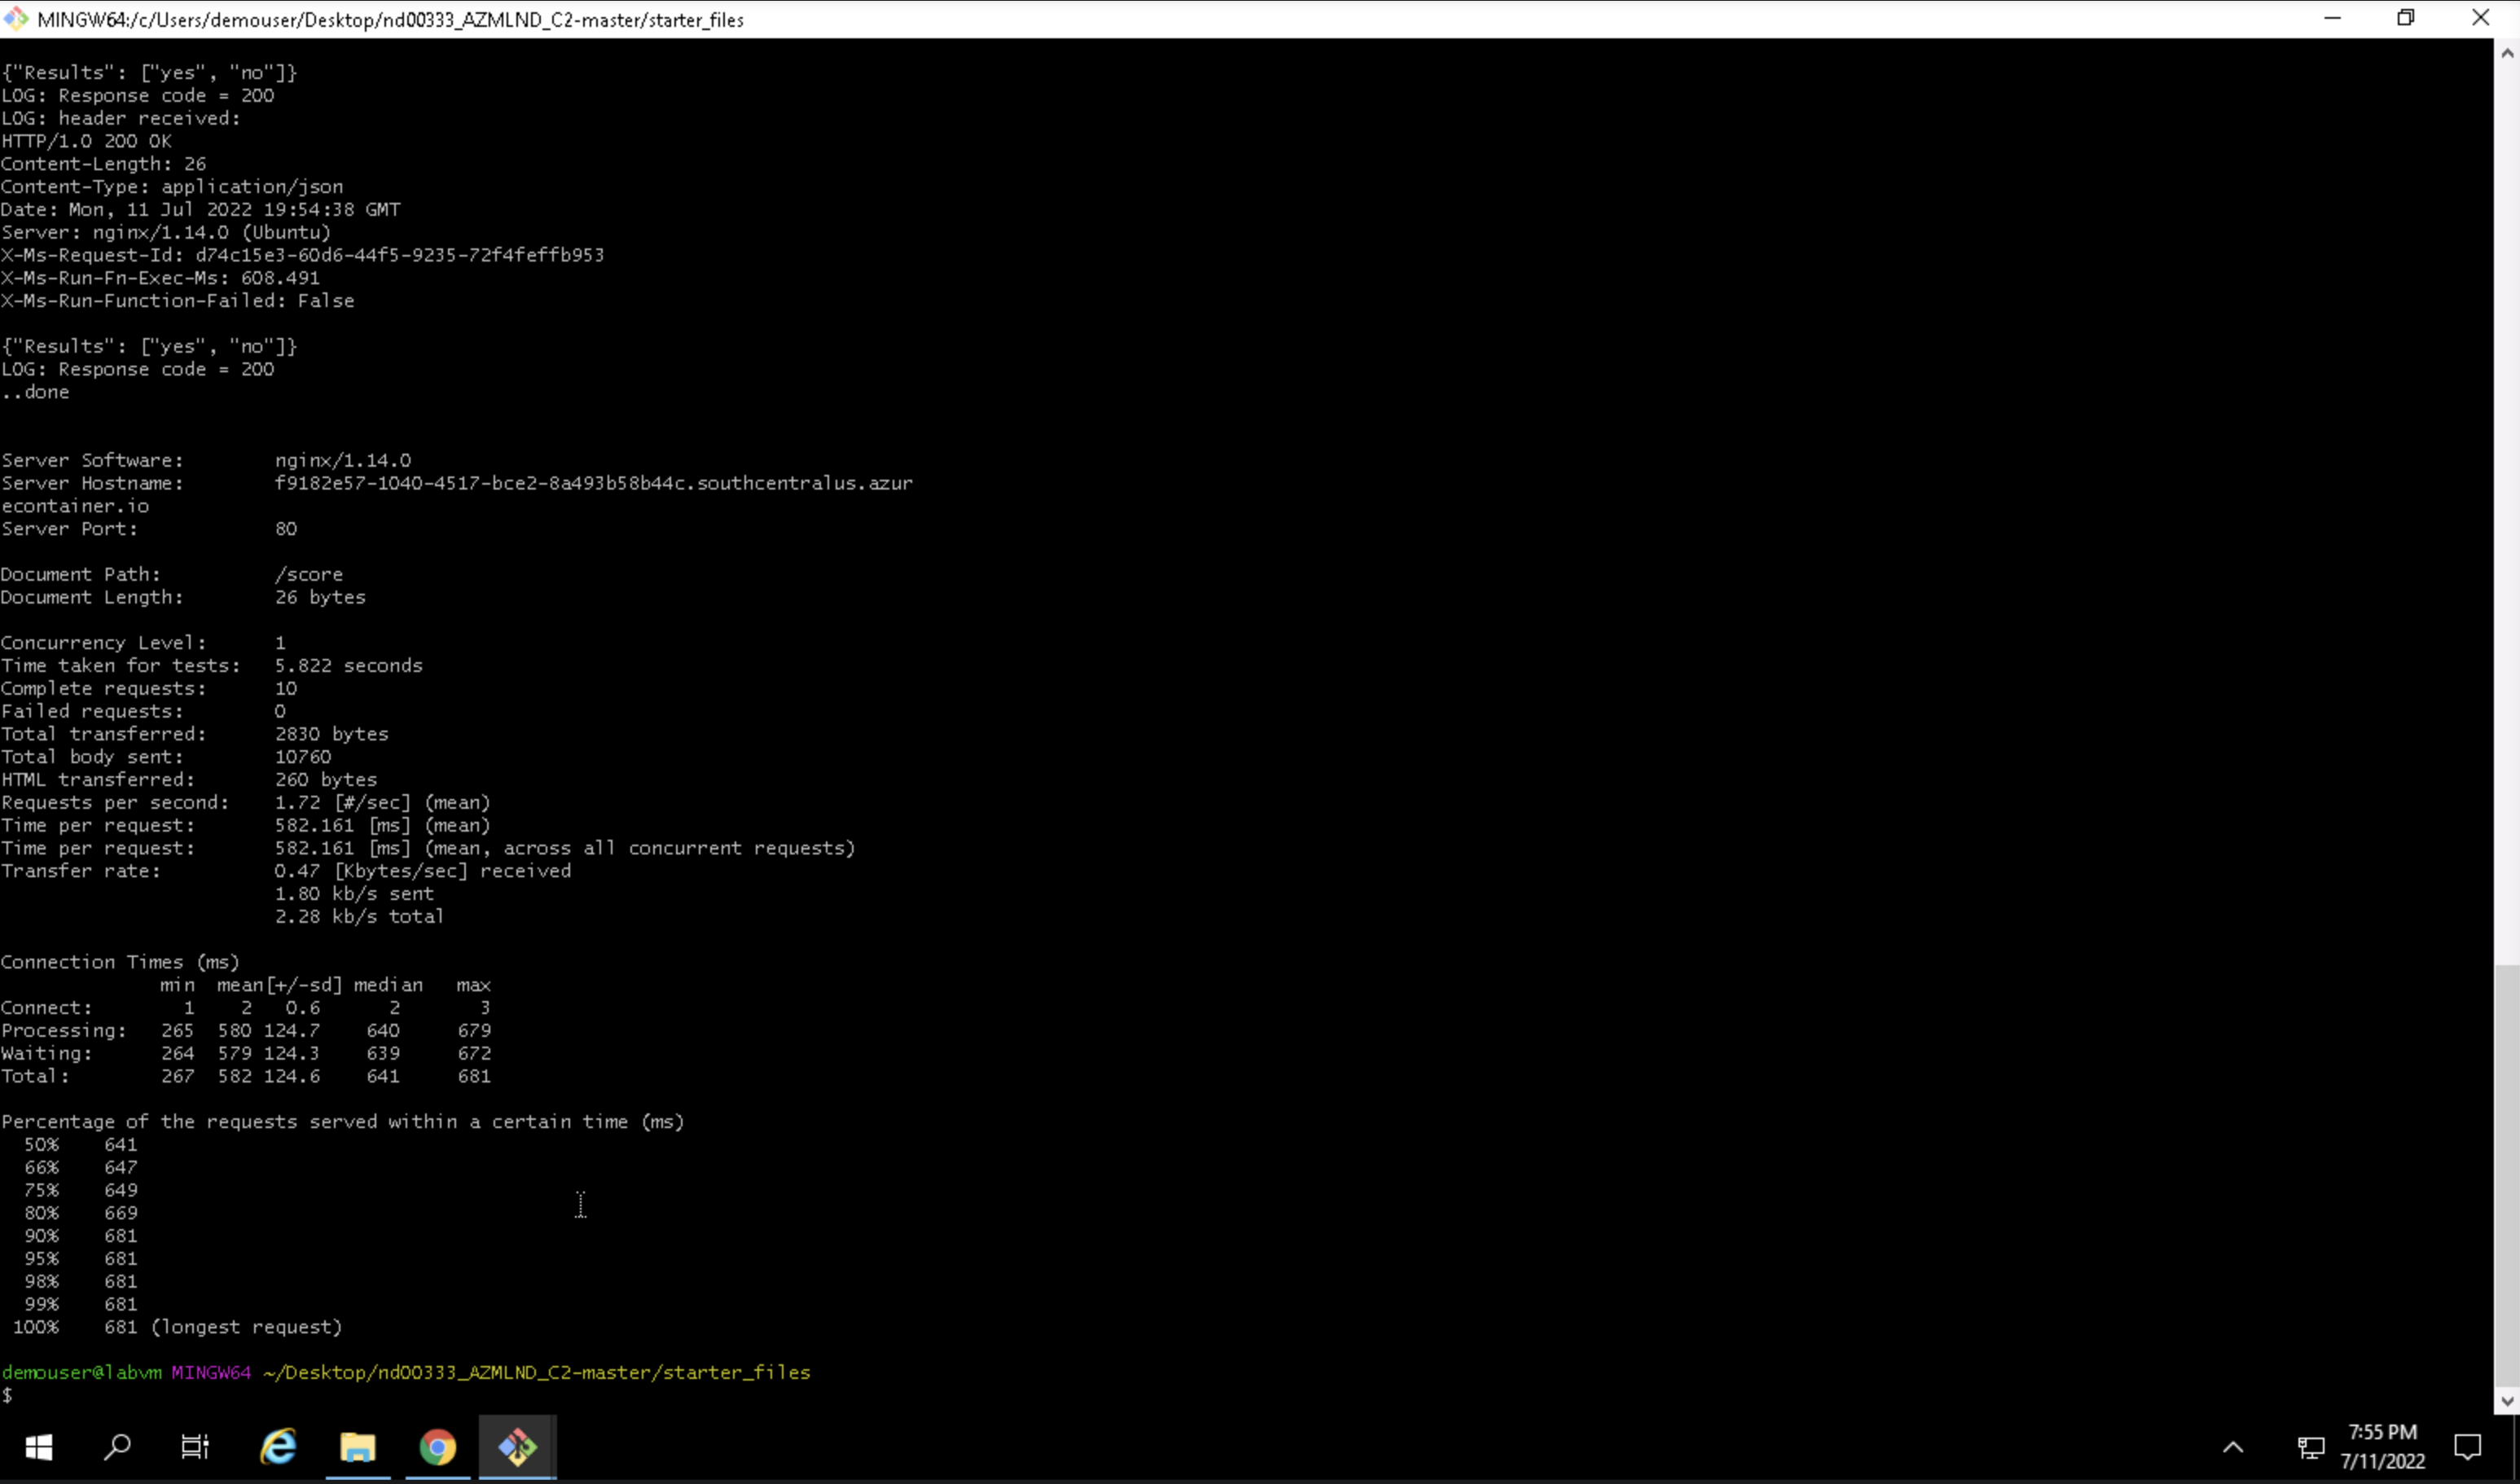 MINGW64:/c/Users/demouser/Desktop/nd00333_AZMLND_C2-master/starter_files
{"Results": ["yes", "no"]}
LOG: Response code = 200
LOG: header received:
HTTP/1.0 200 OK
Content-Length: 26
Content-Type: application/json
Date: Mon, 11 Jul 2022 19:54:38 GMT
Server: nginx/1.14.0 (Ubuntu)
X-Ms-Request-Id: d74c15e3-60d6-44f5-9235-72f4feffb953
X-Ms-Run-Fn-Exec-Ms: 608.491
X-Ms-Run-Function-Failed: False
{"Results": ["yes", "no"]}
LOG: Response code = 200
..done
Server Software:        nginx/1.14.0
Server Hostname:        f9182e57-1040-4517-bce2-8a493b58b44c.southcentralus.azur
econtainer.io
Server Port:            80
Document Path:          /score
Document Length:        26 bytes
Concurrency Level:      1
Time taken for tests:   5.822 seconds
Complete requests:      10
Failed requests:        0
Total transferred:      2830 bytes
Total body sent:        10760
HTML transferred:       260 bytes
Requests per second:    1.72 [#/sec] (mean)
Time per request:       582.161 [ms] (mean)
Time per request:       582.161 [ms] (mean, across all concurrent requests)
Transfer rate:          0.47 [Kbytes/sec] received
                        1.80 kb/s sent
                        2.28 kb/s total
Connection Times (ms)
              min  mean[+/-sd] median   max
Connect:        1    2   0.6      2       3
Processing:   265  580 124.7    640     679
Waiting:      264  579 124.3    639     672
Total:        267  582 124.6    641     681
Percentage of the requests served within a certain time (ms)
  50%    641
  66%    647
  75%    649
  80%    669
  90%    681
  95%    681
  98%    681
  99%    681
 100%    681 (longest request)
demouser@labvm MINGW64 ~/Desktop/nd00333_AZMLND_C2-master/starter_files
$
7:55 PM
7/11/2022